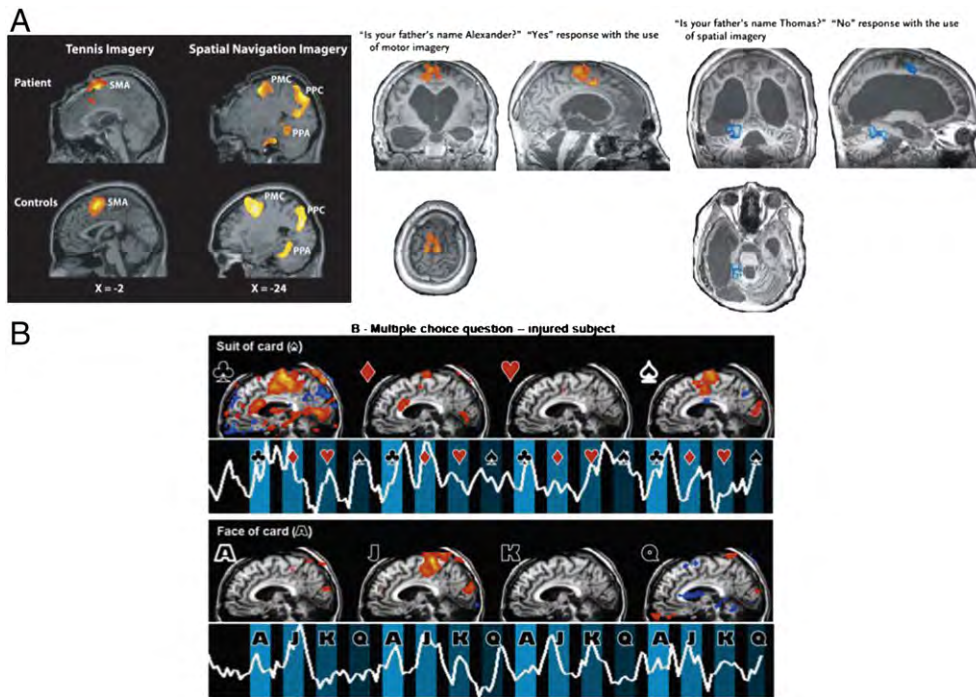 A
Tennis Imagery Spatial Navigation Imagery
Patient
SMA
PMC
PPC
PPA
Controls
SMA
PMC
PPC
PPA
X = -2 X = -24
"Is your father's name Alexander?" "Yes" response with the use
of motor imagery
"Is your father's name Thomas?" "No" response with the use
of spatial imagery
B
B - Multiple choice question – injured subject
Suit of card (♤)
♣ ♦ ♥ ♠
♣ ♦ ♥ ♠ ♣ ♦ ♥ ♠ ♣ ♦ ♥ ♠ ♣ ♦ ♥ ♠
Face of card (A)
A J K Q
A J K Q A J K Q A J K Q A J K Q